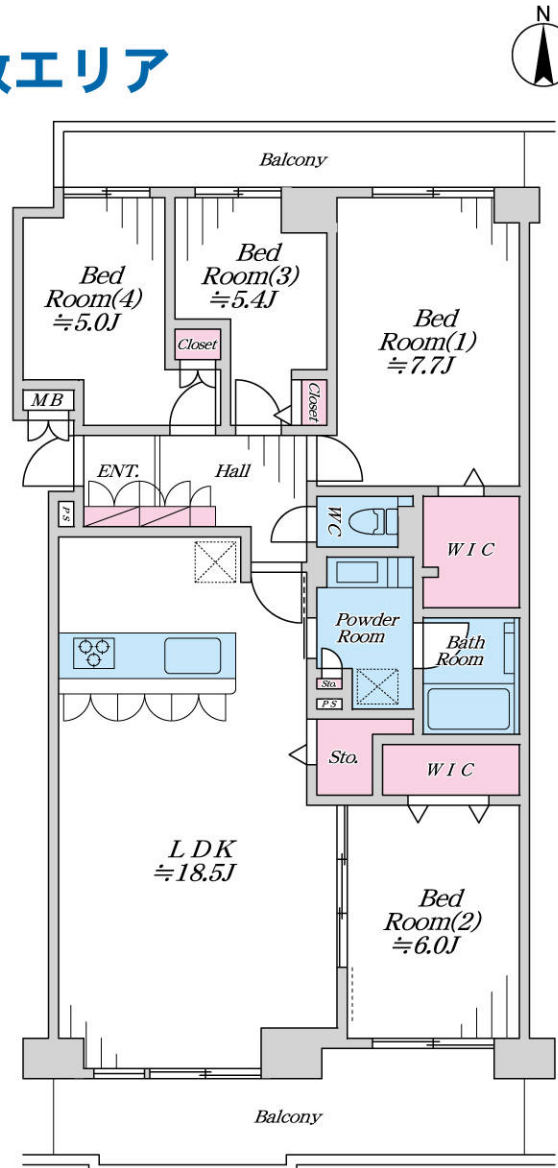 N
エリア
Balcony
Bed
Room(4)
≒5.0J
Bed
Room(3)
≒5.4J
Bed
Room(1)
≒7.7J
Closet
Closet
MB
ENT.
Hall
PS
WC
WIC
Powder
Room
Bath
Room
Sto.
PS
Sto.
WIC
LDK
≒18.5J
Bed
Room(2)
≒6.0J
Balcony